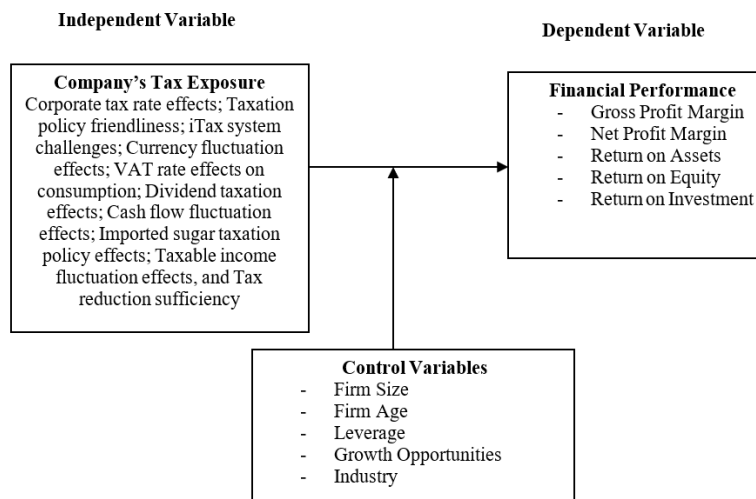 Independent Variable
Dependent Variable
Company's Tax Exposure
Corporate tax rate effects; Taxation
policy friendliness; iTax system
challenges; Currency fluctuation
effects; VAT rate effects on
consumption; Dividend taxation
effects; Cash flow fluctuation
effects; Imported sugar taxation
policy effects; Taxable income
fluctuation effects, and Tax
reduction sufficiency
Financial Performance
- Gross Profit Margin
- Net Profit Margin
- Return on Assets
- Return on Equity
- Return on Investment
Control Variables
- Firm Size
- Firm Age
- Leverage
- Growth Opportunities
- Industry